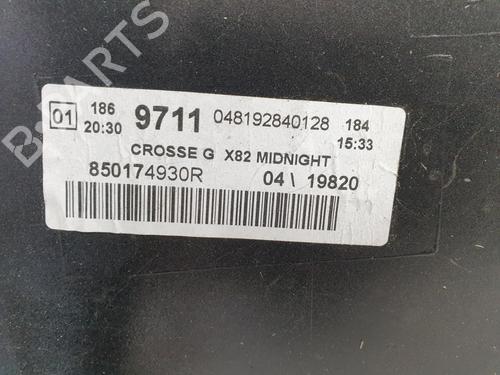 B-PARTS
01 186 20:30 9711 048192840128 184 15:33
CROSSE G X82 MIDNIGHT
850174930R 04 \ 19820